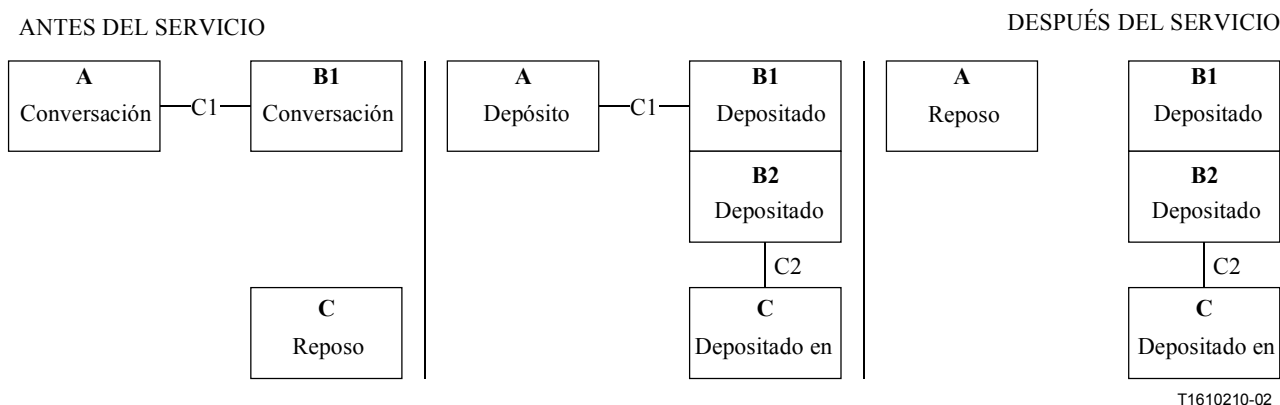 ANTES DEL SERVICIO
DESPUÉS DEL SERVICIO
A
Conversación
C1
B1
Conversación
C
Reposo
A
Depósito
C1
B1
Depositado
B2
Depositado
C2
C
Depositado en
A
Reposo
B1
Depositado
B2
Depositado
C2
C
Depositado en
T1610210-02